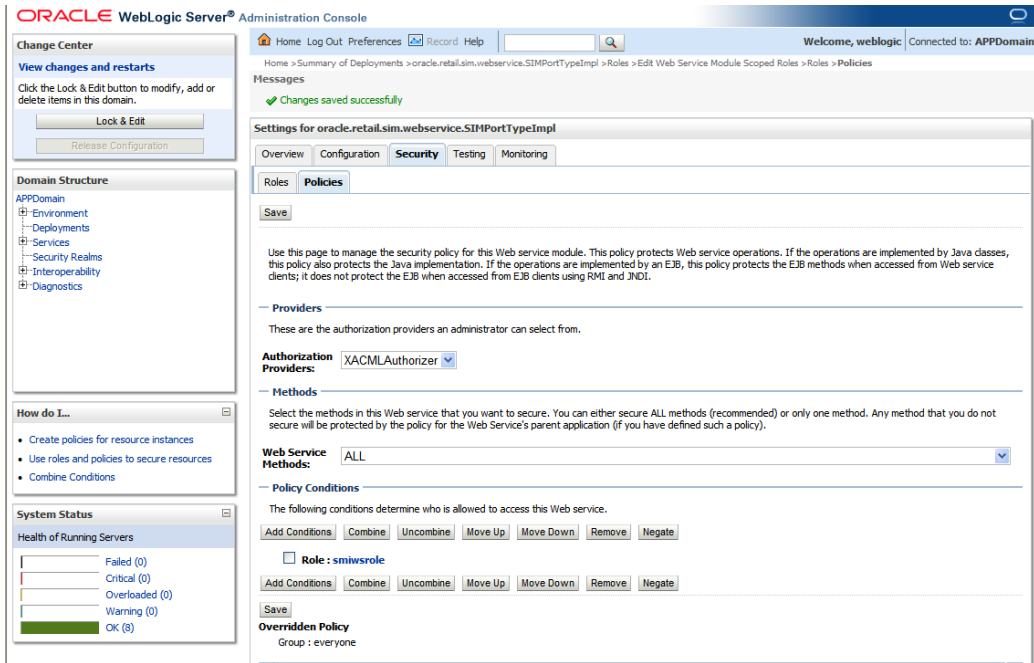 ORACLE WebLogic Server® Administration Console
Change Center
View changes and restarts
Click the Lock & Edit button to modify, add or
delete items in this domain.
Lock & Edit
Release Configuration
Domain Structure
APPDomain
Environment
Deployments
Services
Security Realms
Interoperability
Diagnostics
How do I...
Create policies for resource instances
Use roles and policies to secure resources
Combine Conditions
System Status
Health of Running Servers
Failed (0)
Critical (0)
Overloaded (0)
Warning (0)
OK (8)
Home Log Out Preferences Record Help
Welcome, weblogic Connected to: APPDomain
Home >Summary of Deployments >oracle.retail.sim.webservice.SIMPortTypeImpl >Roles >Edit Web Service Module Scoped Roles >Roles >Policies
Messages
Changes saved successfully
Settings for oracle.retail.sim.webservice.SIMPortTypeImpl
Overview Configuration Security Testing Monitoring
Roles Policies
Save
Use this page to manage the security policy for this Web service module. This policy protects Web service operations. If the operations are implemented by Java classes,
this policy also protects the Java implementation. If the operations are implemented by an EJB, this policy protects the EJB methods when accessed from Web service
clients; it does not protect the EJB when accessed from EJB clients using RMI and JNDI.
Providers
These are the authorization providers an administrator can select from.
Authorization
Providers:
XACMLAuthorizer
Methods
Select the methods in this Web service that you want to secure. You can either secure ALL methods (recommended) or only one method. Any method that you do not
secure will be protected by the policy for the Web Service's parent application (if you have defined such a policy).
Web Service
Methods:
ALL
Policy Conditions
The following conditions determine who is allowed to access this Web service.
Add Conditions Combine Uncombine Move Up Move Down Remove Negate
Role : smiwsrole
Add Conditions Combine Uncombine Move Up Move Down Remove Negate
Save
Overridden Policy
Group : everyone